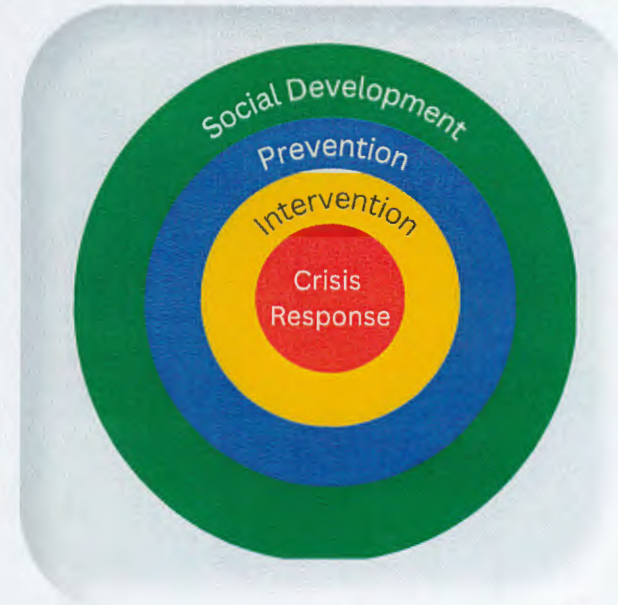 Social Development
Prevention
Intervention
Crisis
Response